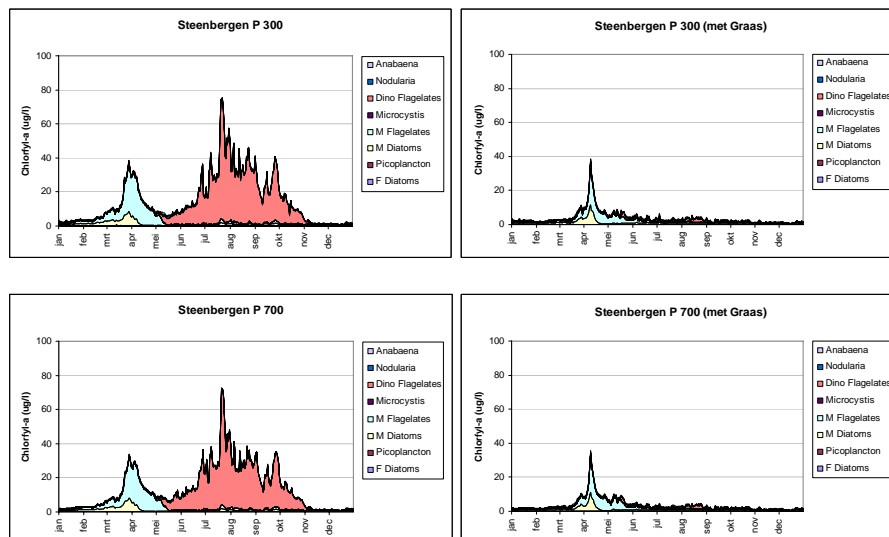 Steenbergen P 300
Chlorfyl-a (ug/l)
100
80
60
40
20
0
jan
feb
mrt
apr
mei
jun
jul
aug
sep
okt
nov
dec
Anabaena
Nodularia
Dino Flagelates
Microcystis
M Flagelates
M Diatoms
Picoplancton
F Diatoms
Steenbergen P 300 (met Graas)
Chlorfyl-a (ug/l)
100
80
60
40
20
0
jan
feb
mrt
apr
mei
jun
jul
aug
sep
okt
nov
dec
Anabaena
Nodularia
Dino Flagelates
Microcystis
M Flagelates
M Diatoms
Picoplancton
F Diatoms
Steenbergen P 700
Chlorfyl-a (ug/l)
100
80
60
40
20
0
jan
feb
mrt
apr
mei
jun
jul
aug
sep
okt
nov
dec
Anabaena
Nodularia
Dino Flagelates
Microcystis
M Flagelates
M Diatoms
Picoplancton
F Diatoms
Steenbergen P 700 (met Graas)
Chlorfyl-a (ug/l)
100
80
60
40
20
0
jan
feb
mrt
apr
mei
jun
jul
aug
sep
okt
nov
dec
Anabaena
Nodularia
Dino Flagelates
Microcystis
M Flagelates
M Diatoms
Picoplancton
F Diatoms